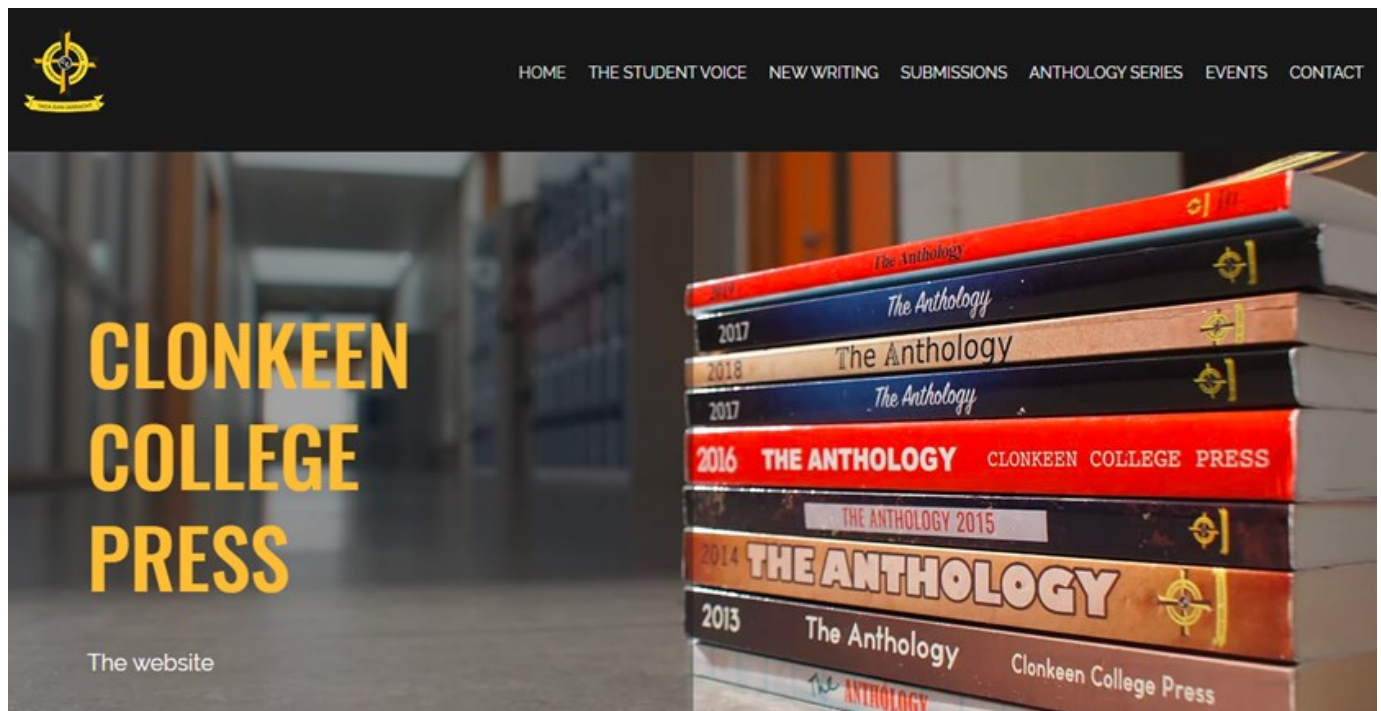 HOME THE STUDENT VOICE NEW WRITING SUBMISSIONS ANTHOLOGY SERIES EVENTS CONTACT
CLONKEEN
COLLEGE
PRESS
The website
The Anthology
2017 The Anthology
2018 The Anthology
2017 The Anthology
2016 THE ANTHOLOGY CLONKEEN COLLEGE PRESS
THE ANTHOLOGY 2015
2014 THE ANTHOLOGY
2013 The Anthology Clonkeen College Press
The ANTHOLOGY